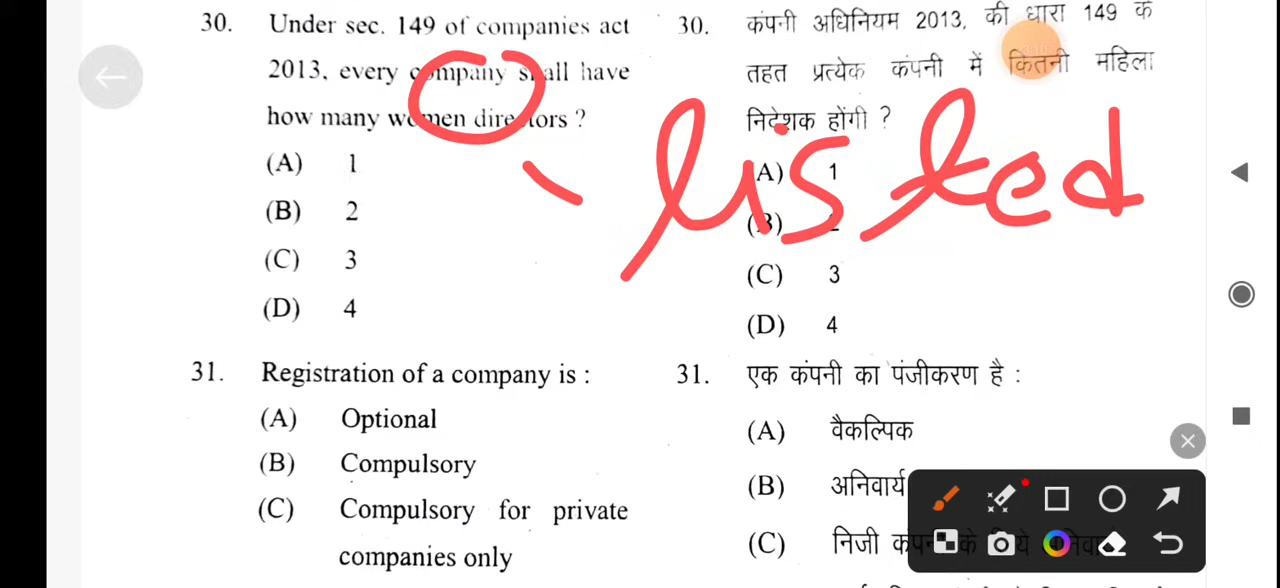 30. Under sec. 149 of companies act
2013, every company shall have
how many women directors ?
(A) 1
(B) 2
(C) 3
(D) 4
31. Registration of a company is :
(A) Optional
(B) Compulsory
(C) Compulsory for private
companies only
listed
30. कंपनी अधिनियम 2013, की धारा 149 के
तहत प्रत्येक कंपनी में कितनी महिला
निदेशक होंगी ?
(A) 1
(B) 2
(C) 3
(D) 4
31. एक कंपनी का पंजीकरण है :
(A) वैकल्पिक
(B) अनिवार्य
(C) निजी